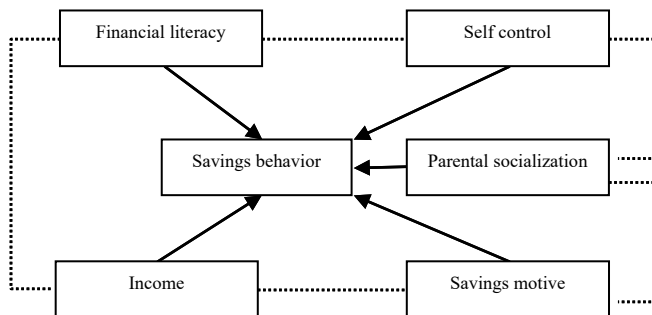 Financial literacy
Self control
Savings behavior
Parental socialization
Income
Savings motive